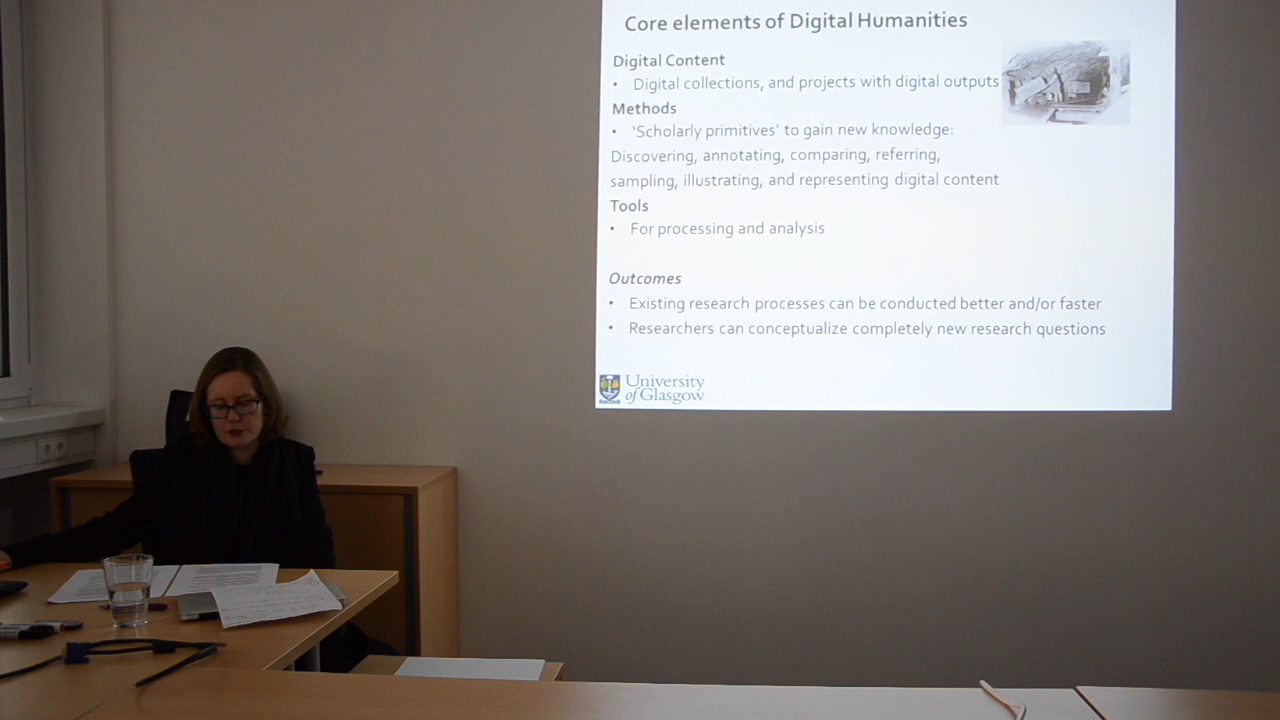 Core elements of Digital Humanities
Digital Content
• Digital collections, and projects with digital outputs
Methods
• ‘Scholarly primitives’ to gain new knowledge:
Discovering, annotating, comparing, referring,
sampling, illustrating, and representing digital content
Tools
• For processing and analysis
Outcomes
• Existing research processes can be conducted better and/or faster
• Researchers can conceptualize completely new research questions
University
of Glasgow